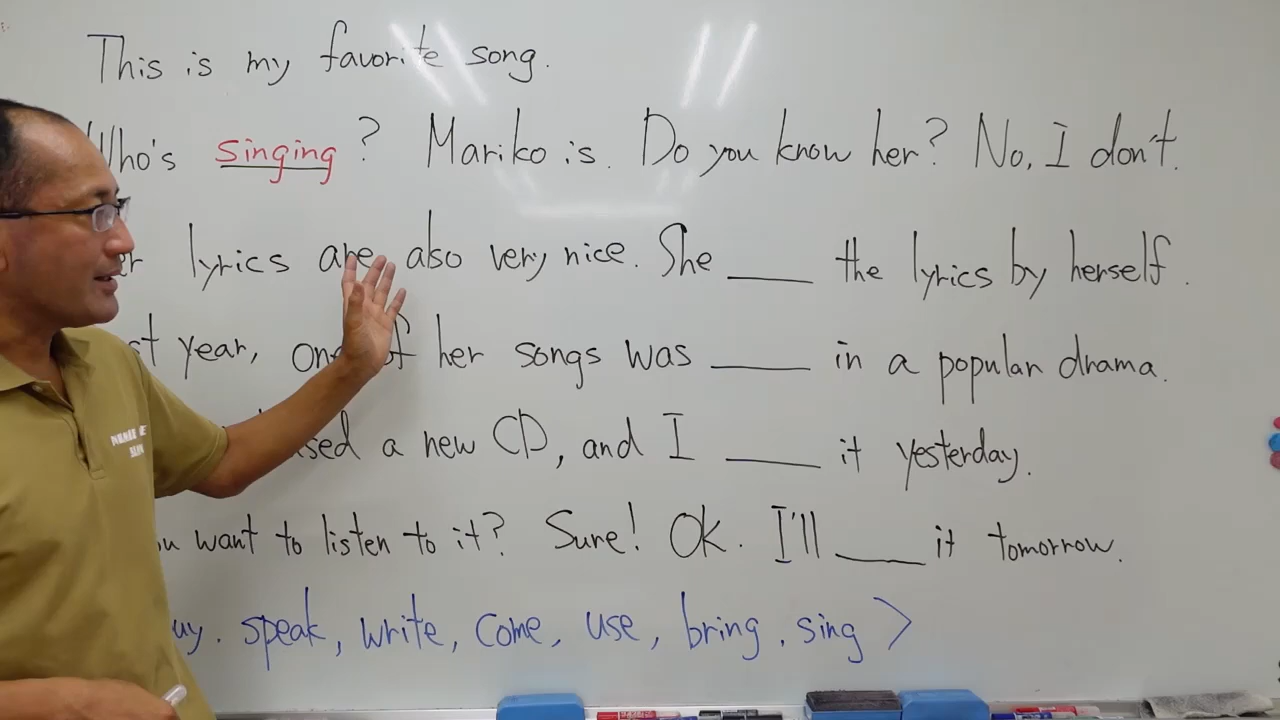 This is my favorite song.
Who's singing? Mariko is. Do you know her? No, I don't.
lyrics are also very nice. She ____ the lyrics by herself.
year, one of her songs was ____ in a popular drama.
a new CD, and I ____ it yesterday.
want to listen to it? Sure! Ok. I'll ____ it tomorrow.
speak, write, come, use, bring, sing >